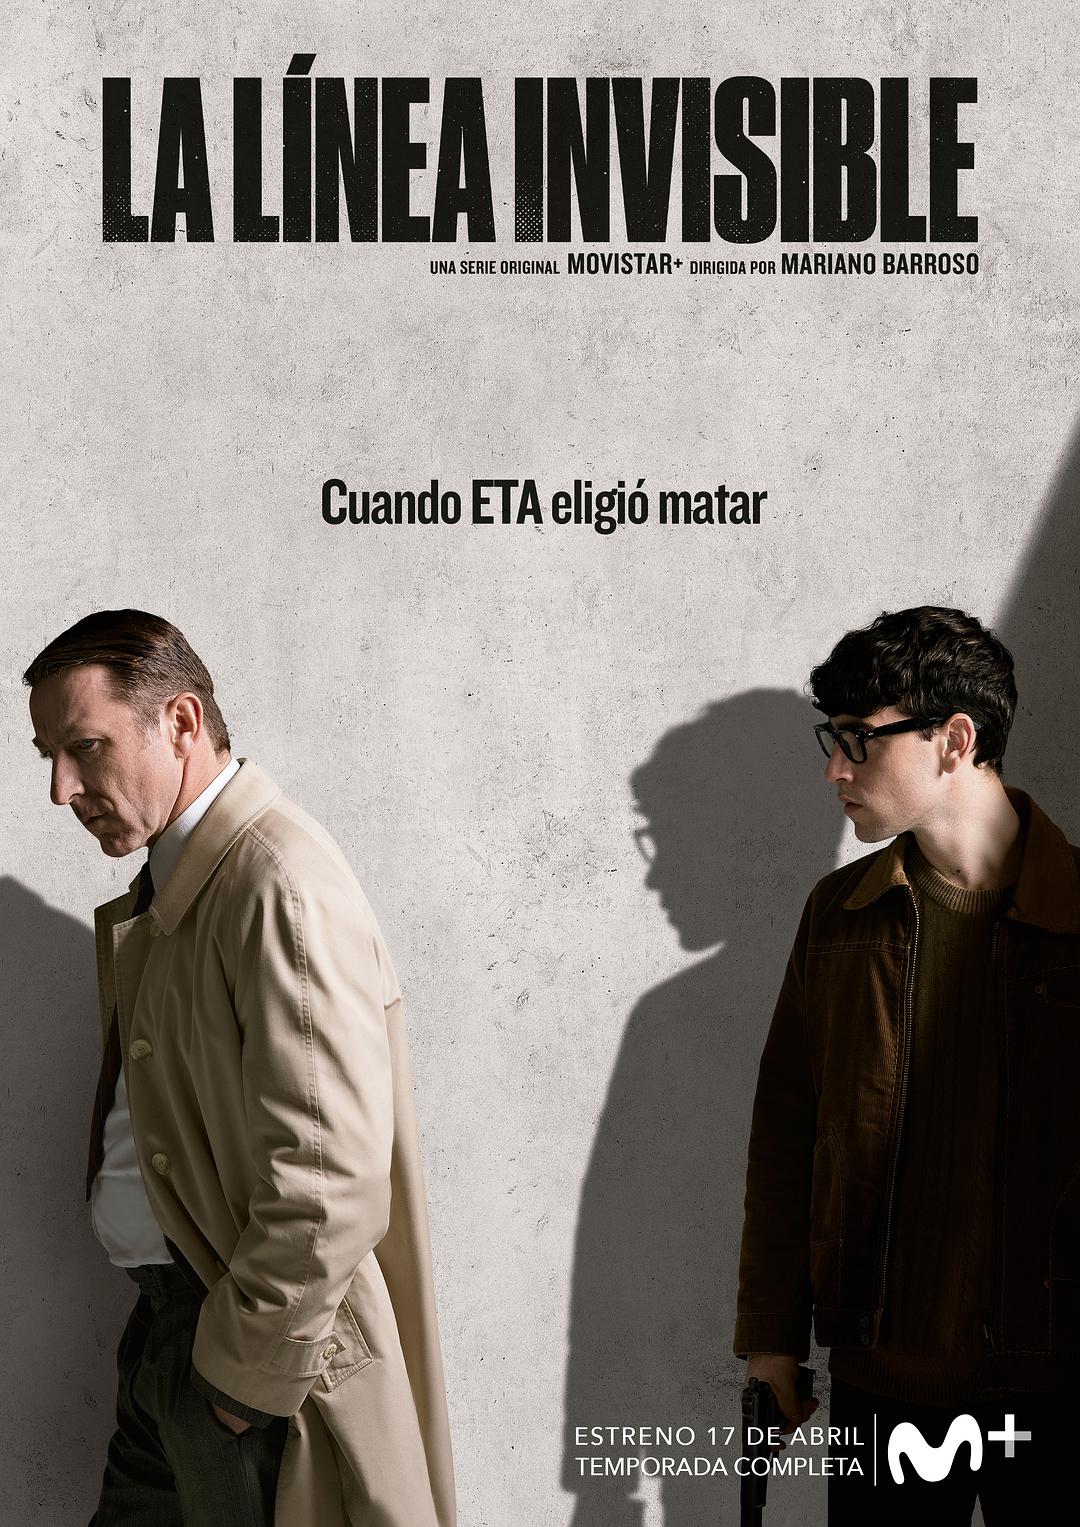 LA LÍNEA INVISIBLE
UNA SERIE ORIGINAL MOVISTAR+ DIRIGIDA POR MARIANO BARROSO
Cuando ETA eligió matar
ESTRENO 17 DE ABRIL
TEMPORADA COMPLETA
M+